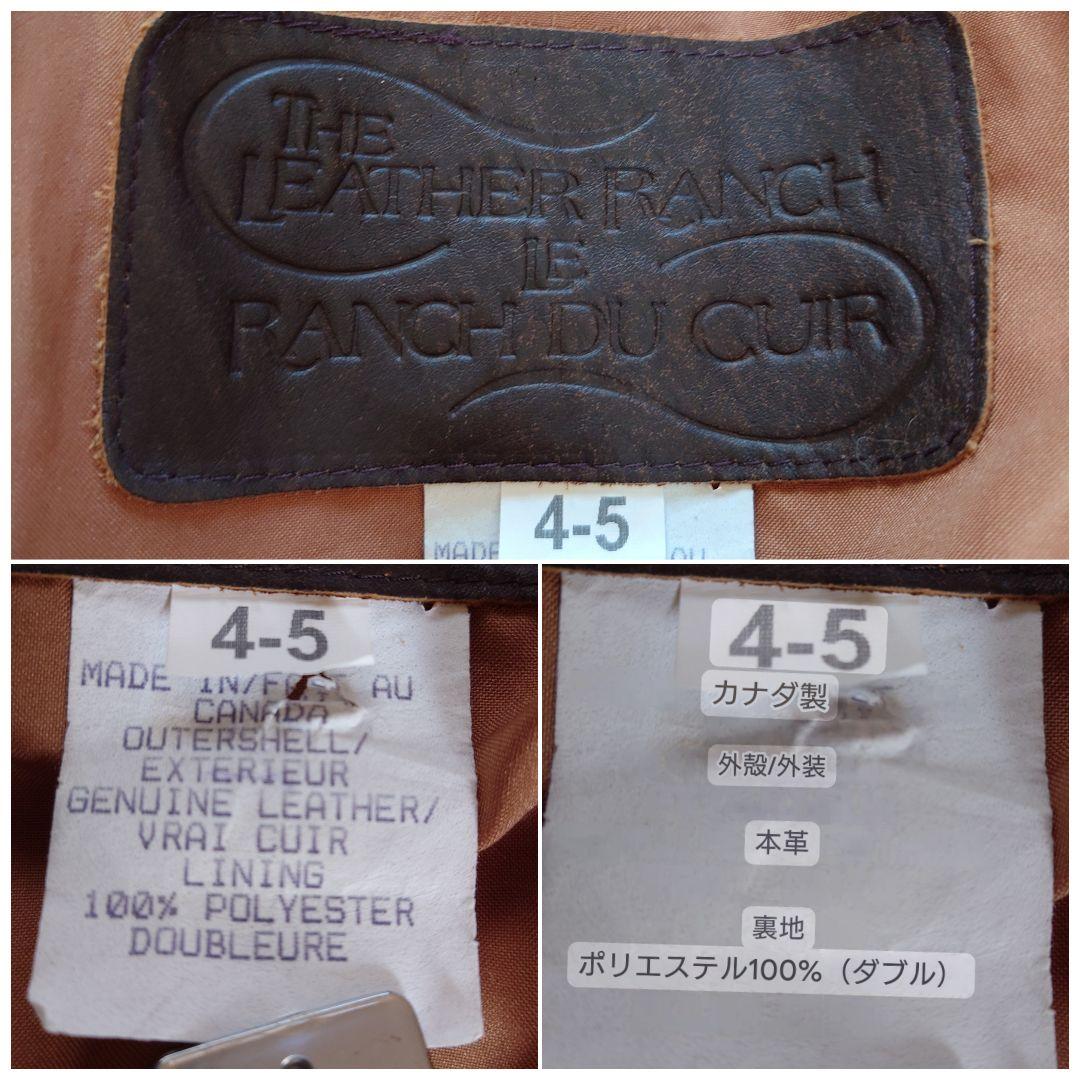 THE
LEATHER RANCH
LE
RANCH DU CUIR
4-5
MADE AU
4-5
MADE IN/FAIT AU
CANADA
OUTERSHELL/
EXTERIEUR
GENUINE LEATHER/
VRAI CUIR
LINING
100% POLYESTER
DOUBLEURE
4-5
カナダ製
外殻/外装
本革
裏地
ポリエステル100%（ダブル）